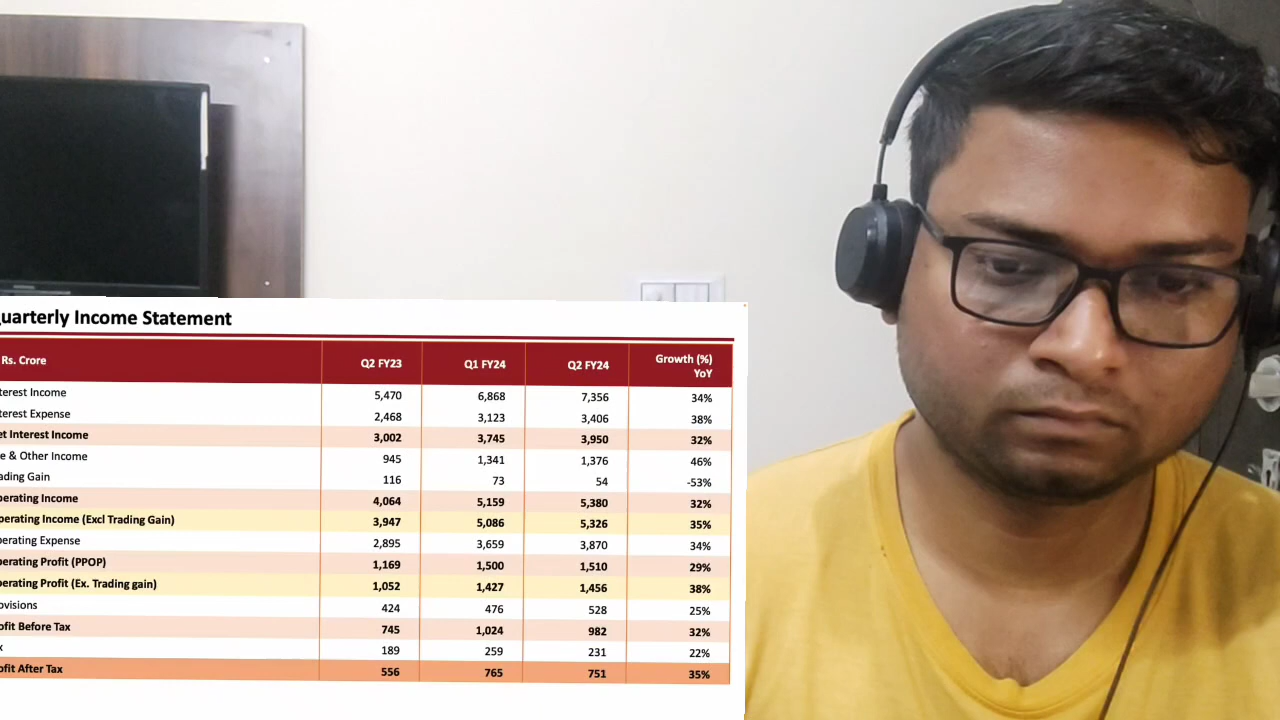 uarterly Income Statement
Rs. Crore Q2 FY23 Q1 FY24 Q2 FY24 Growth (%) YoY
terest Income 5,470 6,868 7,356 34%
terest Expense 2,468 3,123 3,406 38%
et Interest Income 3,002 3,745 3,950 32%
e & Other Income 945 1,341 1,376 46%
ading Gain 116 73 54 -53%
perating Income 4,064 5,159 5,380 32%
perating Income (Excl Trading Gain) 3,947 5,086 5,326 35%
perating Expense 2,895 3,659 3,870 34%
perating Profit (PPOP) 1,169 1,500 1,510 29%
perating Profit (Ex. Trading gain) 1,052 1,427 1,456 38%
ovisions 424 476 528 25%
ofit Before Tax 745 1,024 982 32%
x 189 259 231 22%
ofit After Tax 556 765 751 35%